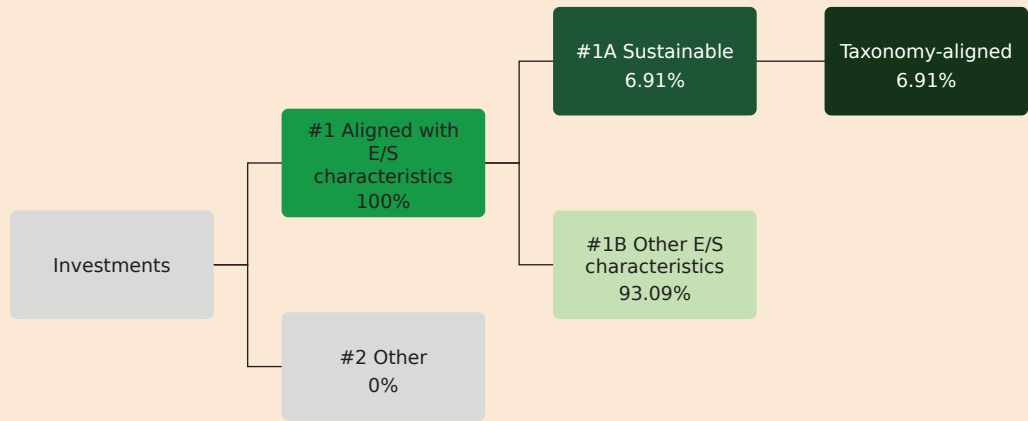 #1A Sustainable
6.91%
Taxonomy-aligned
6.91%
#1 Aligned with
E/S
characteristics
100%
Investments
#1B Other E/S
characteristics
93.09%
#2 Other
0%